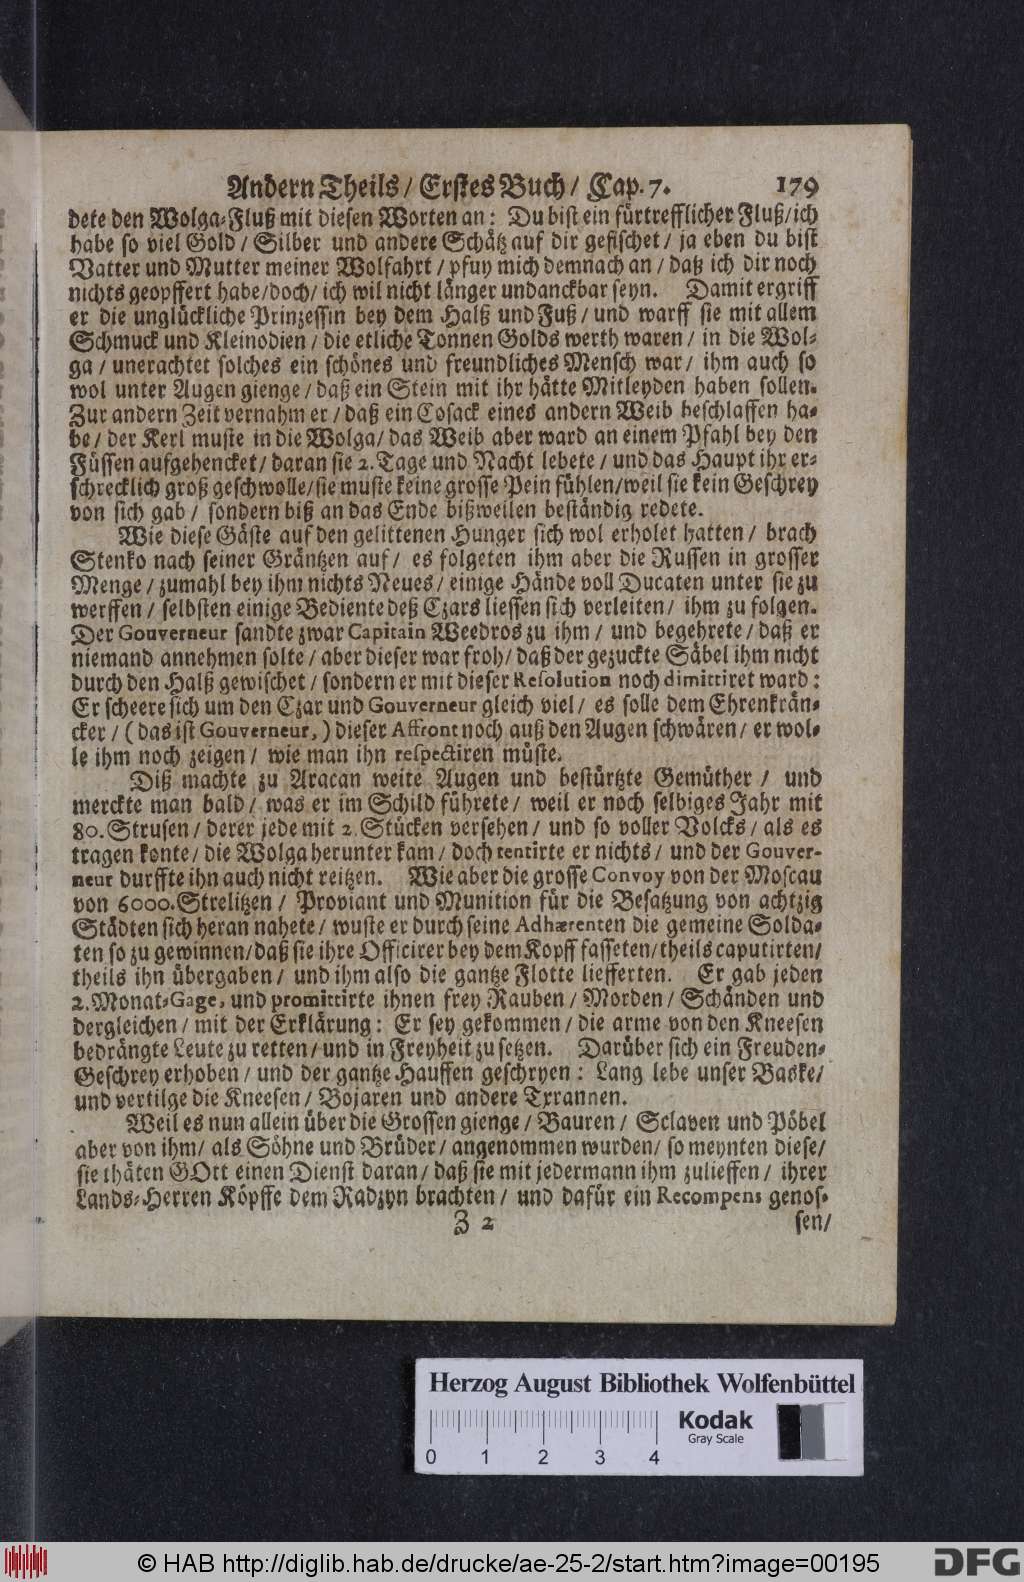 Andern Theils / Erstes Buch / Cap. 7. 179
dete den Wolga-Fluß mit diesen Worten an: Du bist ein fürtrefflicher Fluß/ich
habe so viel Gold / Silber und andere Schätz auf dir gefischet / ja eben du bist
Vatter und Mutter meiner Wolfahrt / pfuy mich demnach an / daß ich dir noch
nichts geopffert habe/doch/ ich wil nicht länger undanckbar seyn. Damit ergriff
er die unglückliche Prinzessin bey dem Halß und Fuß / und warff sie mit allem
Schmuck und Kleinodien / die etliche Tonnen Golds werth waren / in die Wol-
ga / unerachtet solches ein schönes und freundliches Mensch war / ihm auch so
wol unter Augen gienge / daß ein Stein mit ihr hätte Mitleyden haben sollen.
Zur andern Zeit vernahm er / daß ein Cosack eines andern Weib beschlaffen ha-
be / der Kerl muste in die Wolga / das Weib aber ward an einem Pfahl bey den
Füssen aufgehencket / daran sie 2. Tage und Nacht lebete / und das Haupt ihr er-
schrecklich groß geschwolle/sie muste keine grosse Pein fühlen/weil sie kein Geschrey
von sich gab / sondern biß an das Ende bißweilen beständig redete.
Wie diese Gäste auf den gelittenen Hunger sich wol erholet hatten / brach
Stenko nach seiner Gräntzen auf / es folgeten ihm aber die Russen in grosser
Menge / zumahl bey ihm nichts Neues / einige Hände voll Ducaten unter sie zu
werffen / selbsten einige Bediente deß Czars liessen sich verleiten / ihm zu folgen.
Der Gouverneur sandte zwar Capitain Weedros zu ihm / und begehrete / daß er
niemand annehmen solte / aber dieser war froh / daß der gezuckte Säbel ihm nicht
durch den Halß gewischet / sondern er mit dieser Resolution noch dimittiret ward:
Er scheere sich um den Czar und Gouverneur gleich viel / es solle dem Ehrenkrän-
cker / ( das ist Gouverneur, ) dieser Affront noch auß den Augen schwären / er wol-
le ihm noch zeigen / wie man ihn respectiren müste.
Diß machte zu Aracan weite Augen und bestürtzte Gemüther / und
merckte man bald / was er im Schild führete / weil er noch selbiges Jahr mit
80. Strusen / derer jede mit 2. Stücken versehen / und so voller Volcks / als es
tragen konte / die Wolga herunter kam / doch tentirte er nichts / und der Gouver-
neur durffte ihn auch nicht reitzen. Wie aber die grosse Convoy von der Moscau
von 6000. Strelitzen / Proviant und Munition für die Besatzung von achtzig
Städten sich heran nahete / wuste er durch seine Adhærenten die gemeine Solda-
ten so zu gewinnen/daß sie ihre Officirer bey dem Kopff fasseten/theils caputirten/
theils ihn übergaben / und ihm also die gantze Flotte liefferten. Er gab jeden
2. Monat-Gage, und promittirte ihnen frey Rauben / Morden / Schänden und
dergleichen / mit der Erklärung: Er sey gekommen / die arme von den Kneesen
bedrängte Leute zu retten / und in Freyheit zu setzen. Darüber sich ein Freuden-
Geschrey erhoben / und der gantze Hauffen geschryen: Lang lebe unser Baske/
und vertilge die Kneesen / Bojaren und andere Tyrannen.
Weil es nun allein über die Grossen gienge / Bauren / Sclaven und Pöbel
aber von ihm / als Söhne und Brüder / angenommen wurden / so meynten diese /
sie thäten GOtt einen Dienst daran / daß sie mit jedermann ihm zulieffen / ihrer
Lands-Herren Köpffe dem Radzyn brachten / und dafür ein Recompens genos-
Z 2 sen/
Herzog August Bibliothek Wolfenbüttel
Kodak
Gray Scale
0 1 2 3 4
© HAB http://diglib.hab.de/drucke/ae-25-2/start.htm?image=00195
DFG